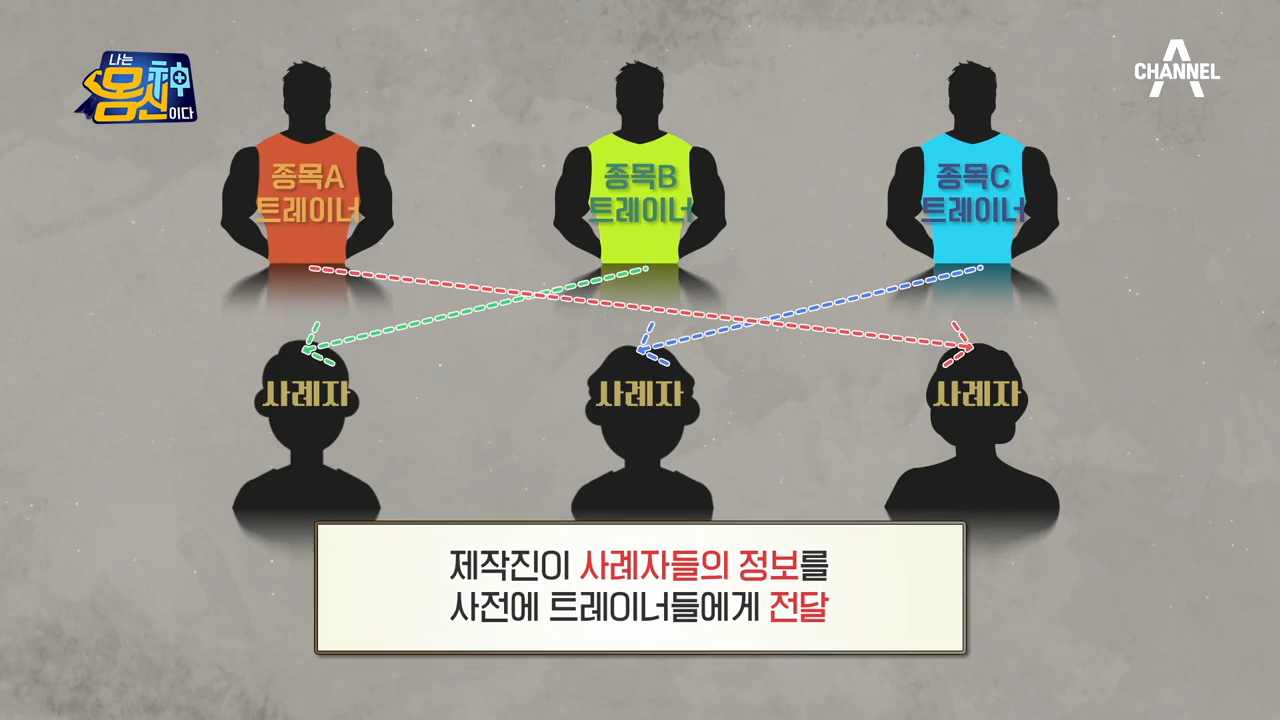 나는
몸신神
이다
CHANNEL A
종목A
트레이너
종목B
트레이너
종목C
트레이너
사례자
사례자
사례자
제작진이 사례자들의 정보를
사전에 트레이너들에게 전달